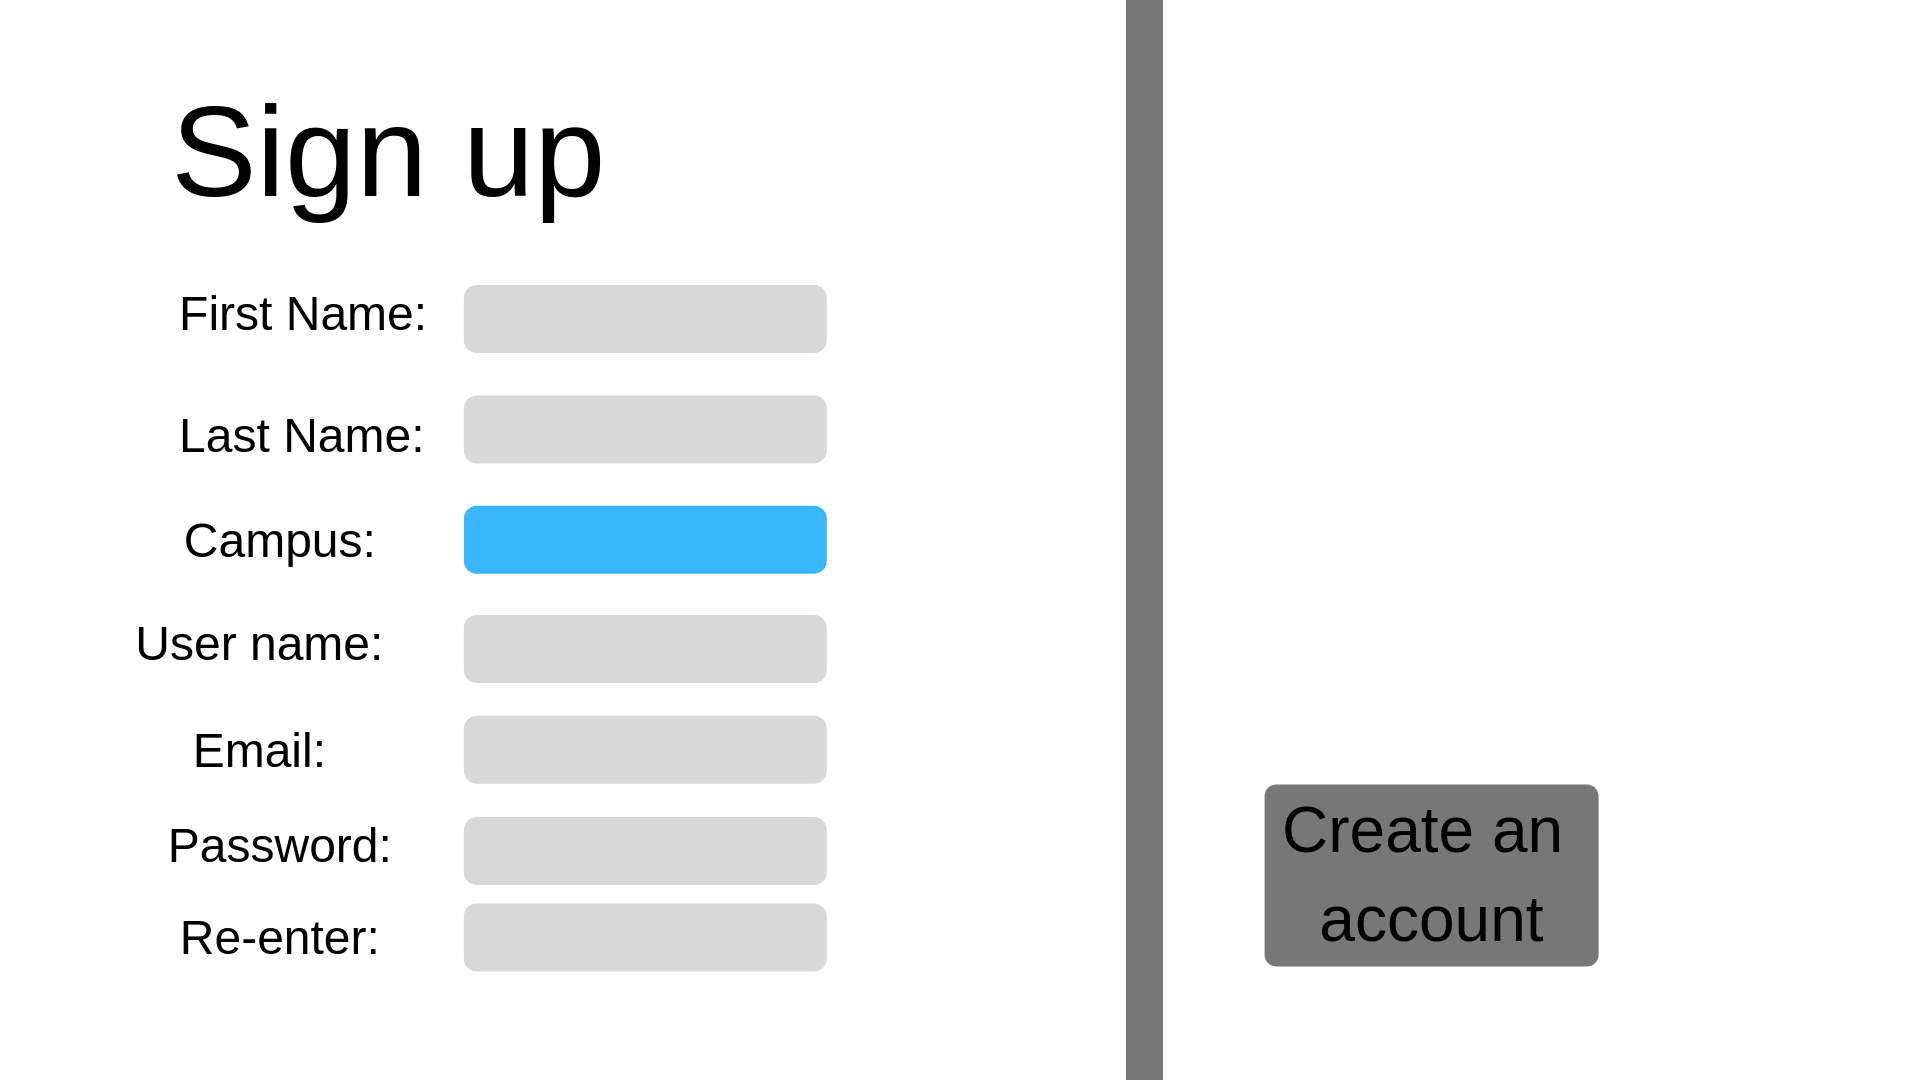 Sign up
First Name:
Last Name:
Campus:
User name:
Email:
Password:
Re-enter:
Create an
account